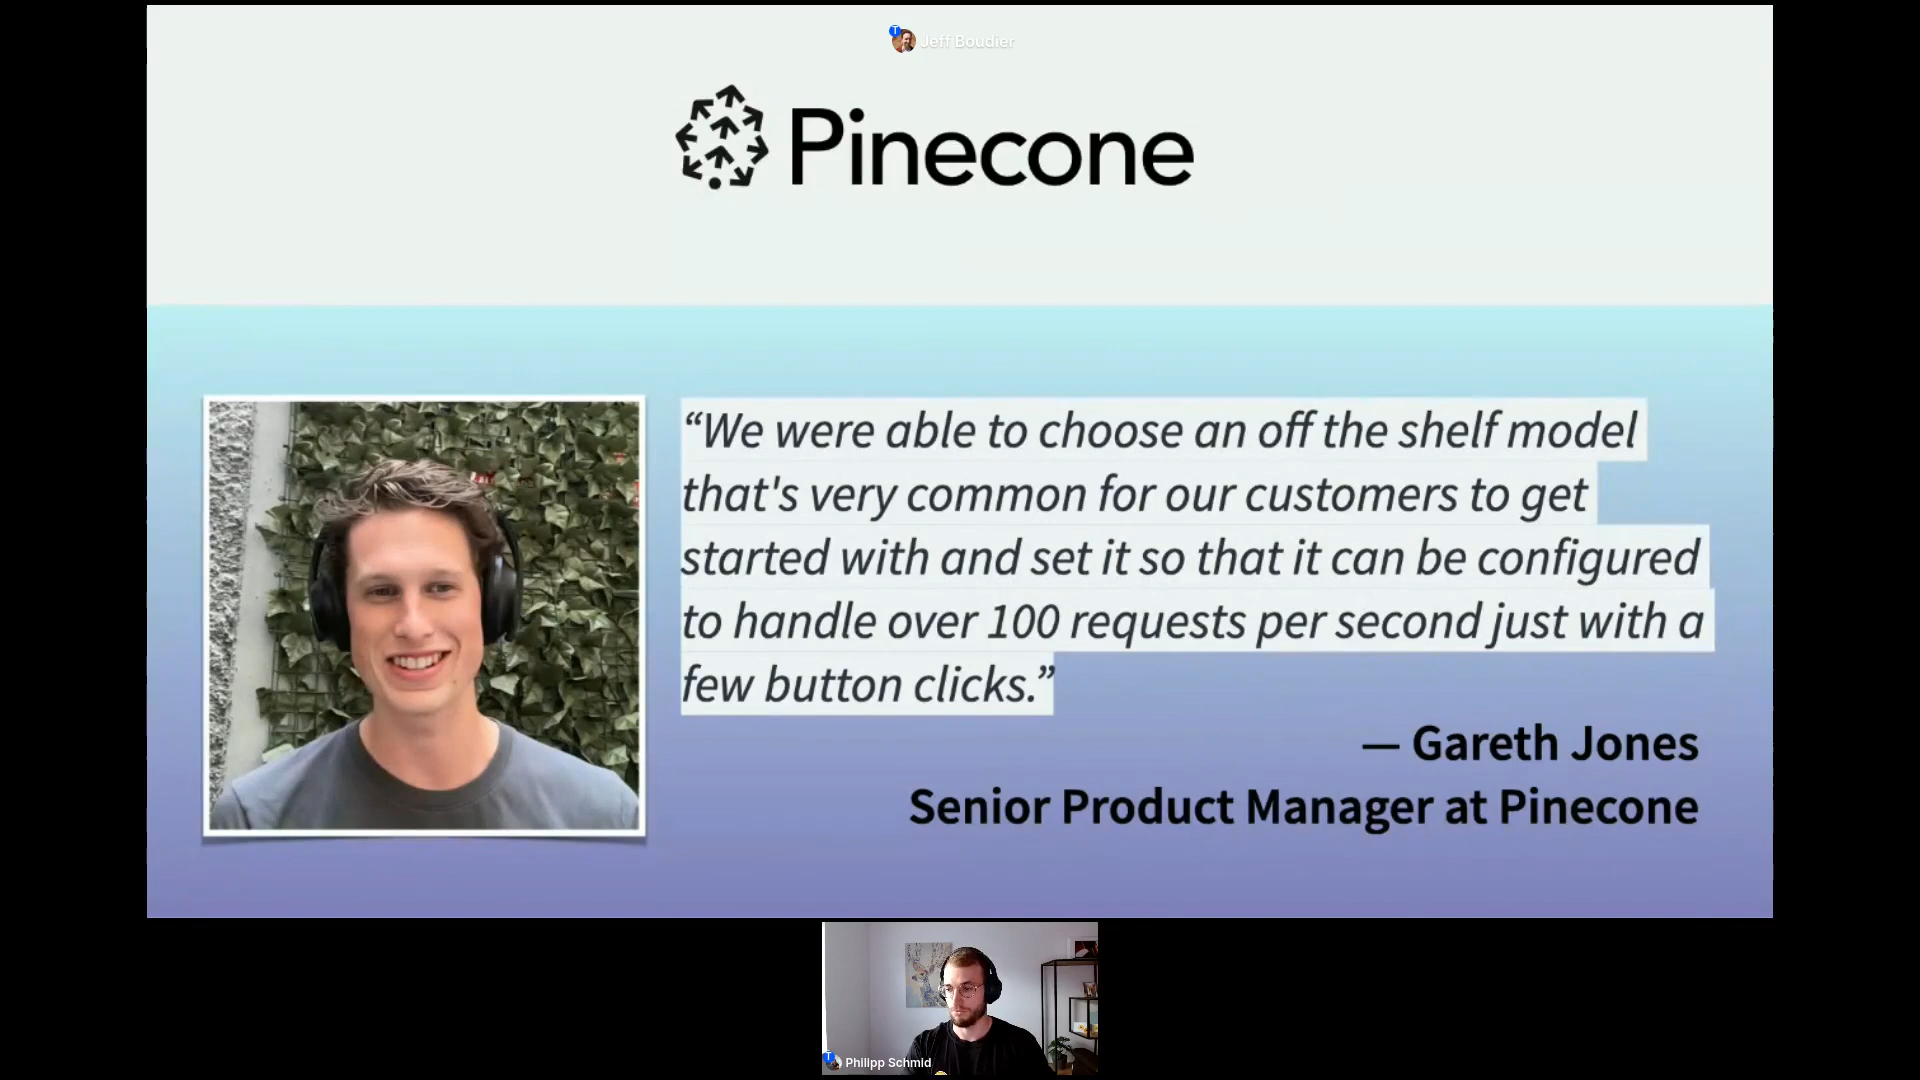 Jeff Boudier
Pinecone
“We were able to choose an off the shelf model
that's very common for our customers to get
started with and set it so that it can be configured
to handle over 100 requests per second just with a
few button clicks.”
— Gareth Jones
Senior Product Manager at Pinecone
T Philipp Schmid